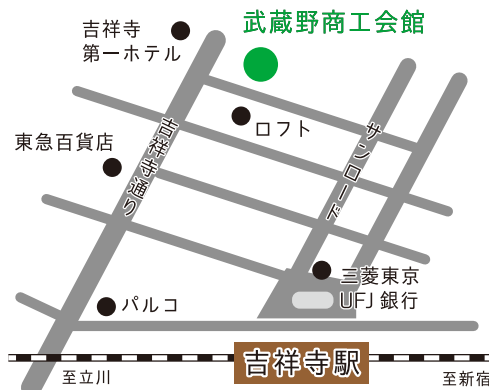 武蔵野商工会館
吉祥寺
第一ホテル
ロフト
東急百貨店
吉祥寺通り
サンロード
三菱東京
UFJ 銀行
パルコ
吉祥寺駅
至立川
至新宿